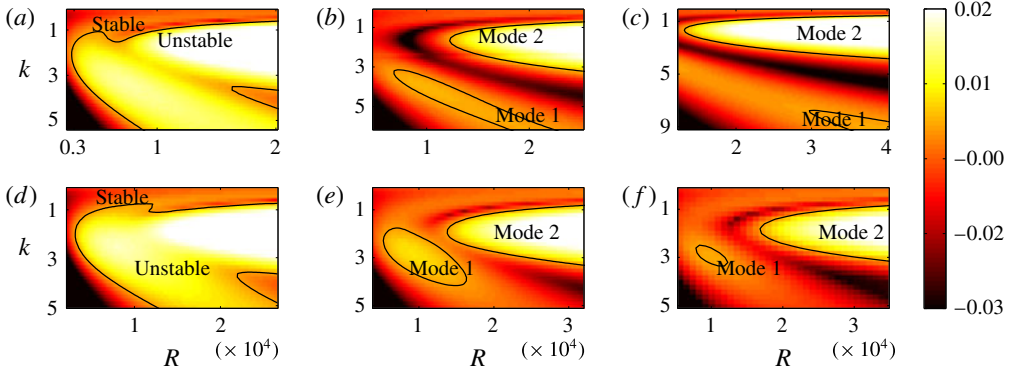 (a) Stable Unstable
k
1
3
5
0.3 1 2
(b) Mode 2 Mode 1
1
3
5
1 2
(c) Mode 2 Mode 1
1
5
9
2 3 4
0.02
0.01
−0.00
−0.02
−0.03
(d) Stable Unstable
k
1
3
5
1 2
R (× 10⁴)
(e) Mode 2 Mode 1
1
3
5
1 2 3
R (× 10⁴)
(f) Mode 2 Mode 1
1
3
5
1 2 3
R (× 10⁴)